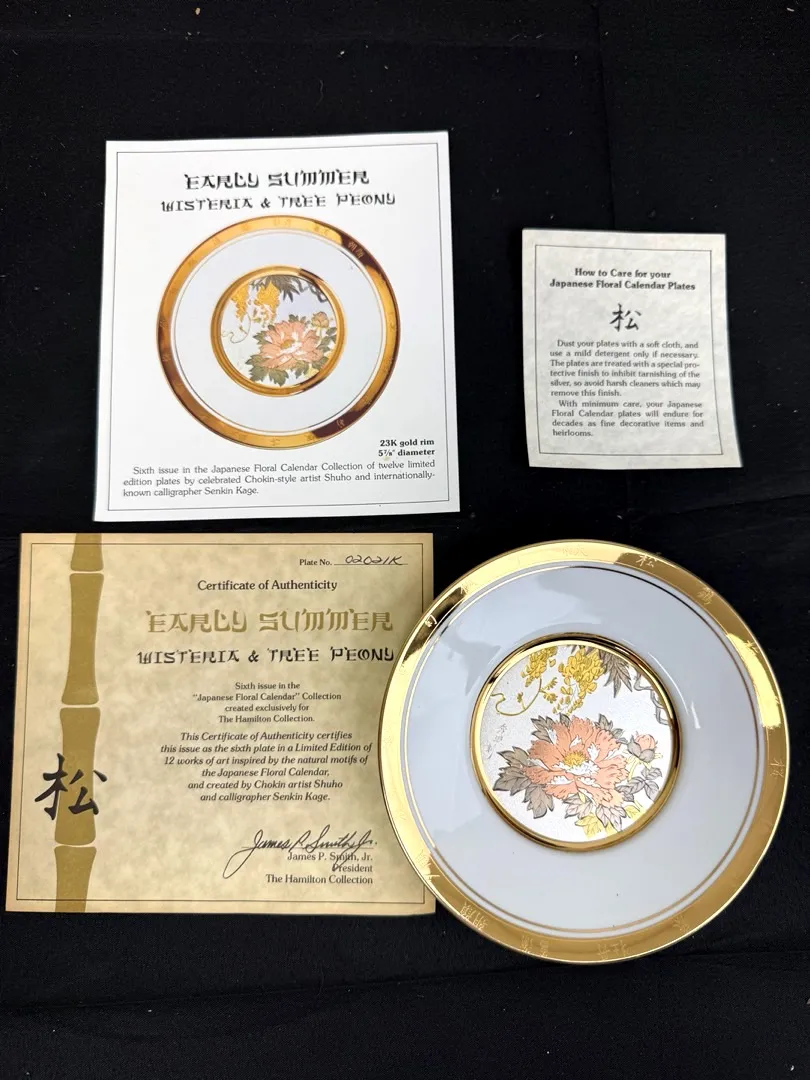 EARLY SUMMER
WISTERIA & TREE PEONY
23K gold rim
5⅞" diameter
Sixth issue in the Japanese Floral Calendar Collection of twelve limited
edition plates by celebrated Chokin-style artist Shuho and internationally-
known calligrapher Senkin Kage.
How to Care for your
Japanese Floral Calendar Plates
松
Dust your plates with a soft cloth, and
use a mild detergent only if necessary.
The plates are treated with a special pro-
tective finish to inhibit tarnishing of the
silver, so avoid harsh cleaners which may
remove this finish.
With minimum care, your Japanese
Floral Calendar plates will endure for
decades as fine decorative items and
heirlooms.
Plate No. 02021K
Certificate of Authenticity
EARLY SUMMER
WISTERIA & TREE PEONY
Sixth issue in the
"Japanese Floral Calendar" Collection
created exclusively for
The Hamilton Collection.
This Certificate of Authenticity certifies
this issue as the sixth plate in a Limited Edition of
12 works of art inspired by the natural motifs of
the Japanese Floral Calendar,
and created by Chokin artist Shuho
and calligrapher Senkin Kage.
松
James P. Smith, Jr.
James P. Smith, Jr.
President
The Hamilton Collection
松